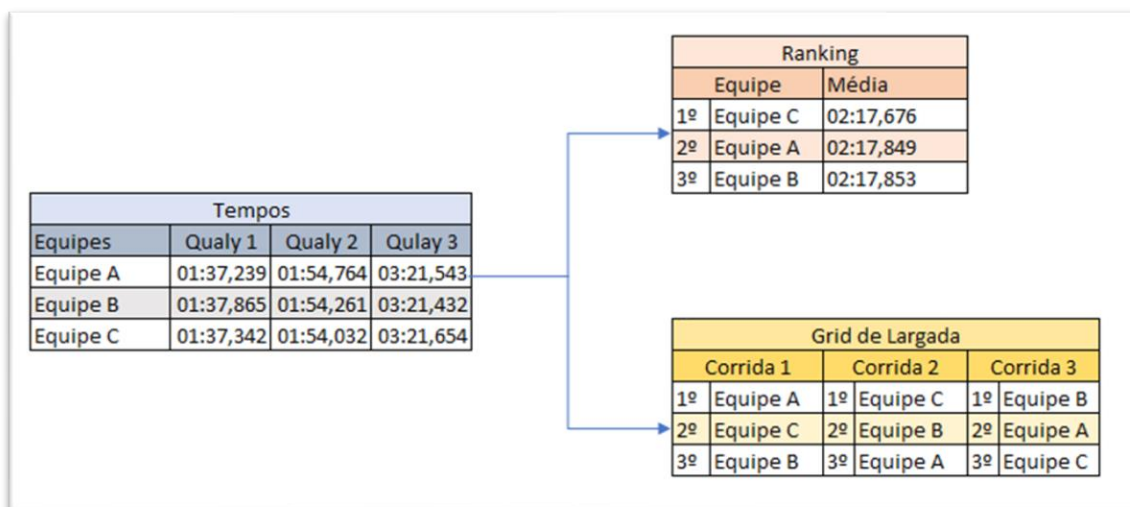 Ranking
Equipe Média
1º Equipe C 02:17,676
2º Equipe A 02:17,849
3º Equipe B 02:17,853
Tempos
Equipes Qualy 1 Qualy 2 Qulay 3
Equipe A 01:37,239 01:54,764 03:21,543
Equipe B 01:37,865 01:54,261 03:21,432
Equipe C 01:37,342 01:54,032 03:21,654
Grid de Largada
Corrida 1 Corrida 2 Corrida 3
1º Equipe A 1º Equipe C 1º Equipe B
2º Equipe C 2º Equipe B 2º Equipe A
3º Equipe B 3º Equipe A 3º Equipe C